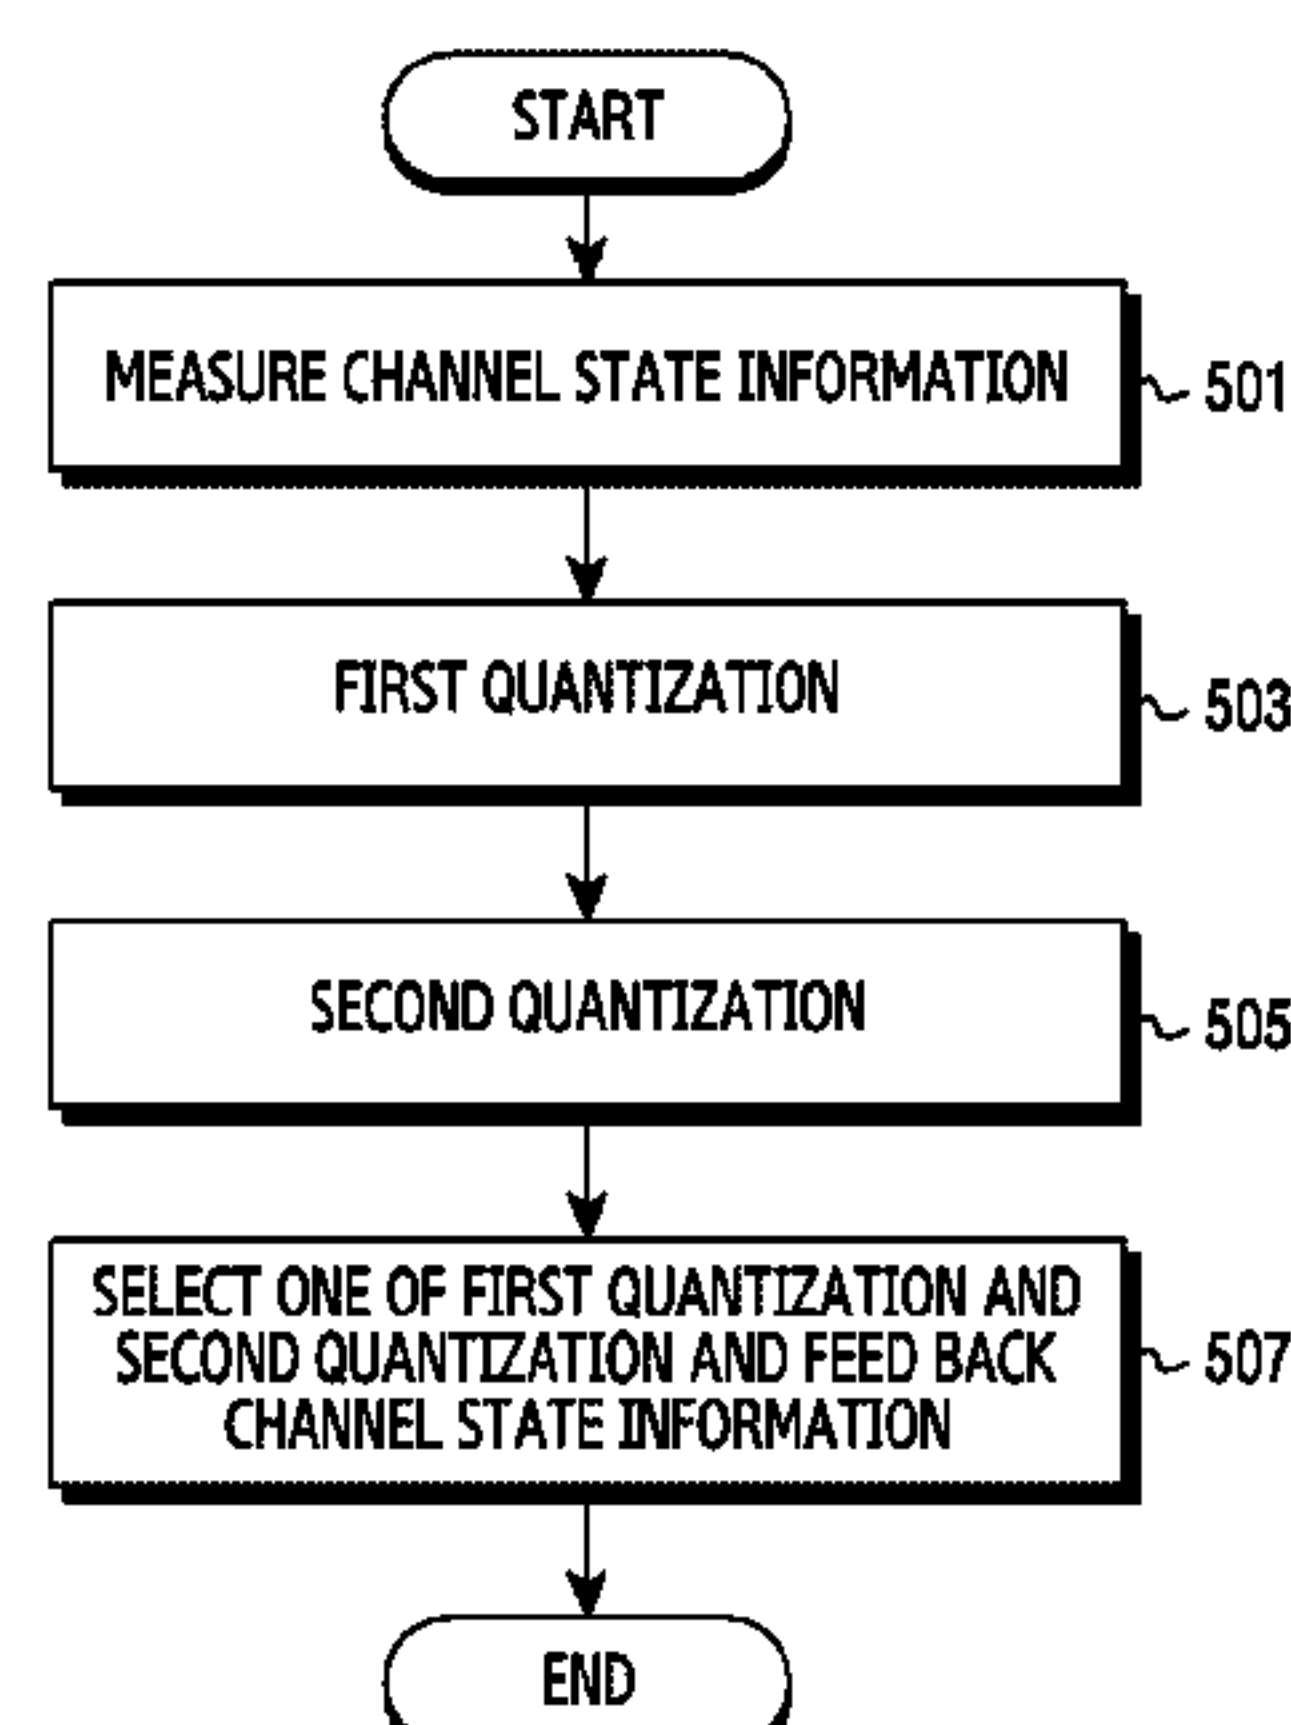 START
MEASURE CHANNEL STATE INFORMATION
501
FIRST QUANTIZATION
503
SECOND QUANTIZATION
505
SELECT ONE OF FIRST QUANTIZATION AND
SECOND QUANTIZATION AND FEED BACK
CHANNEL STATE INFORMATION
507
END